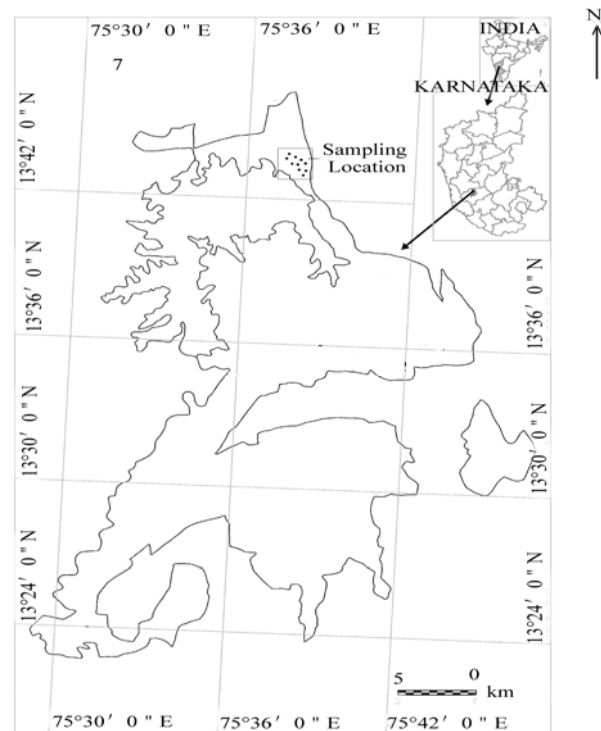 N
75°30′ 0″ E
75°36′ 0″ E
INDIA
7
KARNATAKA
13°42′ 0″ N
Sampling
Location
13°36′ 0″ N
13°36′ 0″ N
13°30′ 0″ N
13°30′ 0″ N
13°24′ 0″ N
13°24′ 0″ N
5 0
km
75°30′ 0″ E
75°36′ 0″ E
75°42′ 0″ E